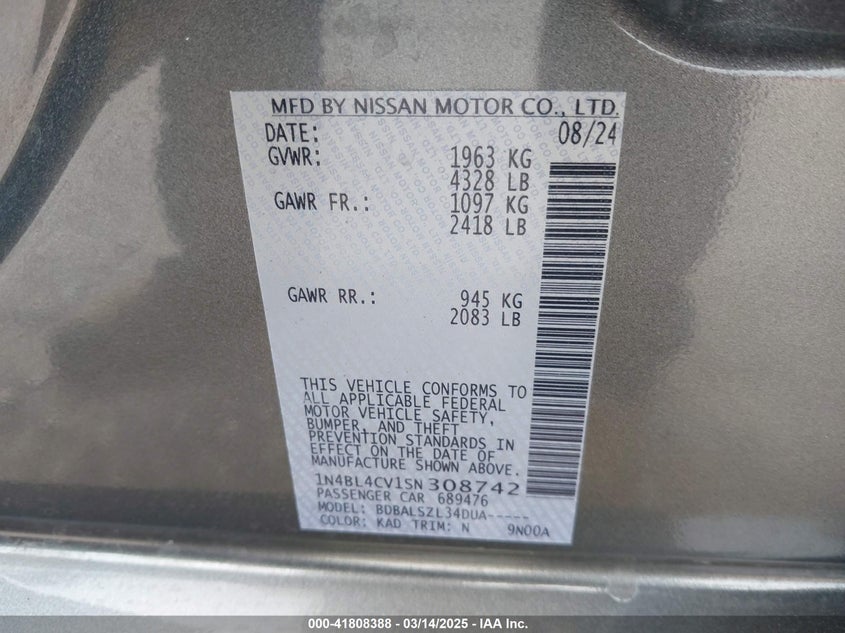 MFD BY NISSAN MOTOR CO., LTD.
DATE: 08/24
GVWR: 1963 KG
4328 LB
GAWR FR.: 1097 KG
2418 LB
GAWR RR.: 945 KG
2083 LB
THIS VEHICLE CONFORMS TO
ALL APPLICABLE FEDERAL
MOTOR VEHICLE SAFETY,
BUMPER, AND THEFT
PREVENTION STANDARDS IN
EFFECT ON THE DATE OF
MANUFACTURE SHOWN ABOVE.
1N4BL4CV1SN308742
PASSENGER CAR 689476
MODEL: BDBALSZL34DUA-----
COLOR: KAD TRIM: N 9N00A
000-41808388 - 03/14/2025 - IAA Inc.